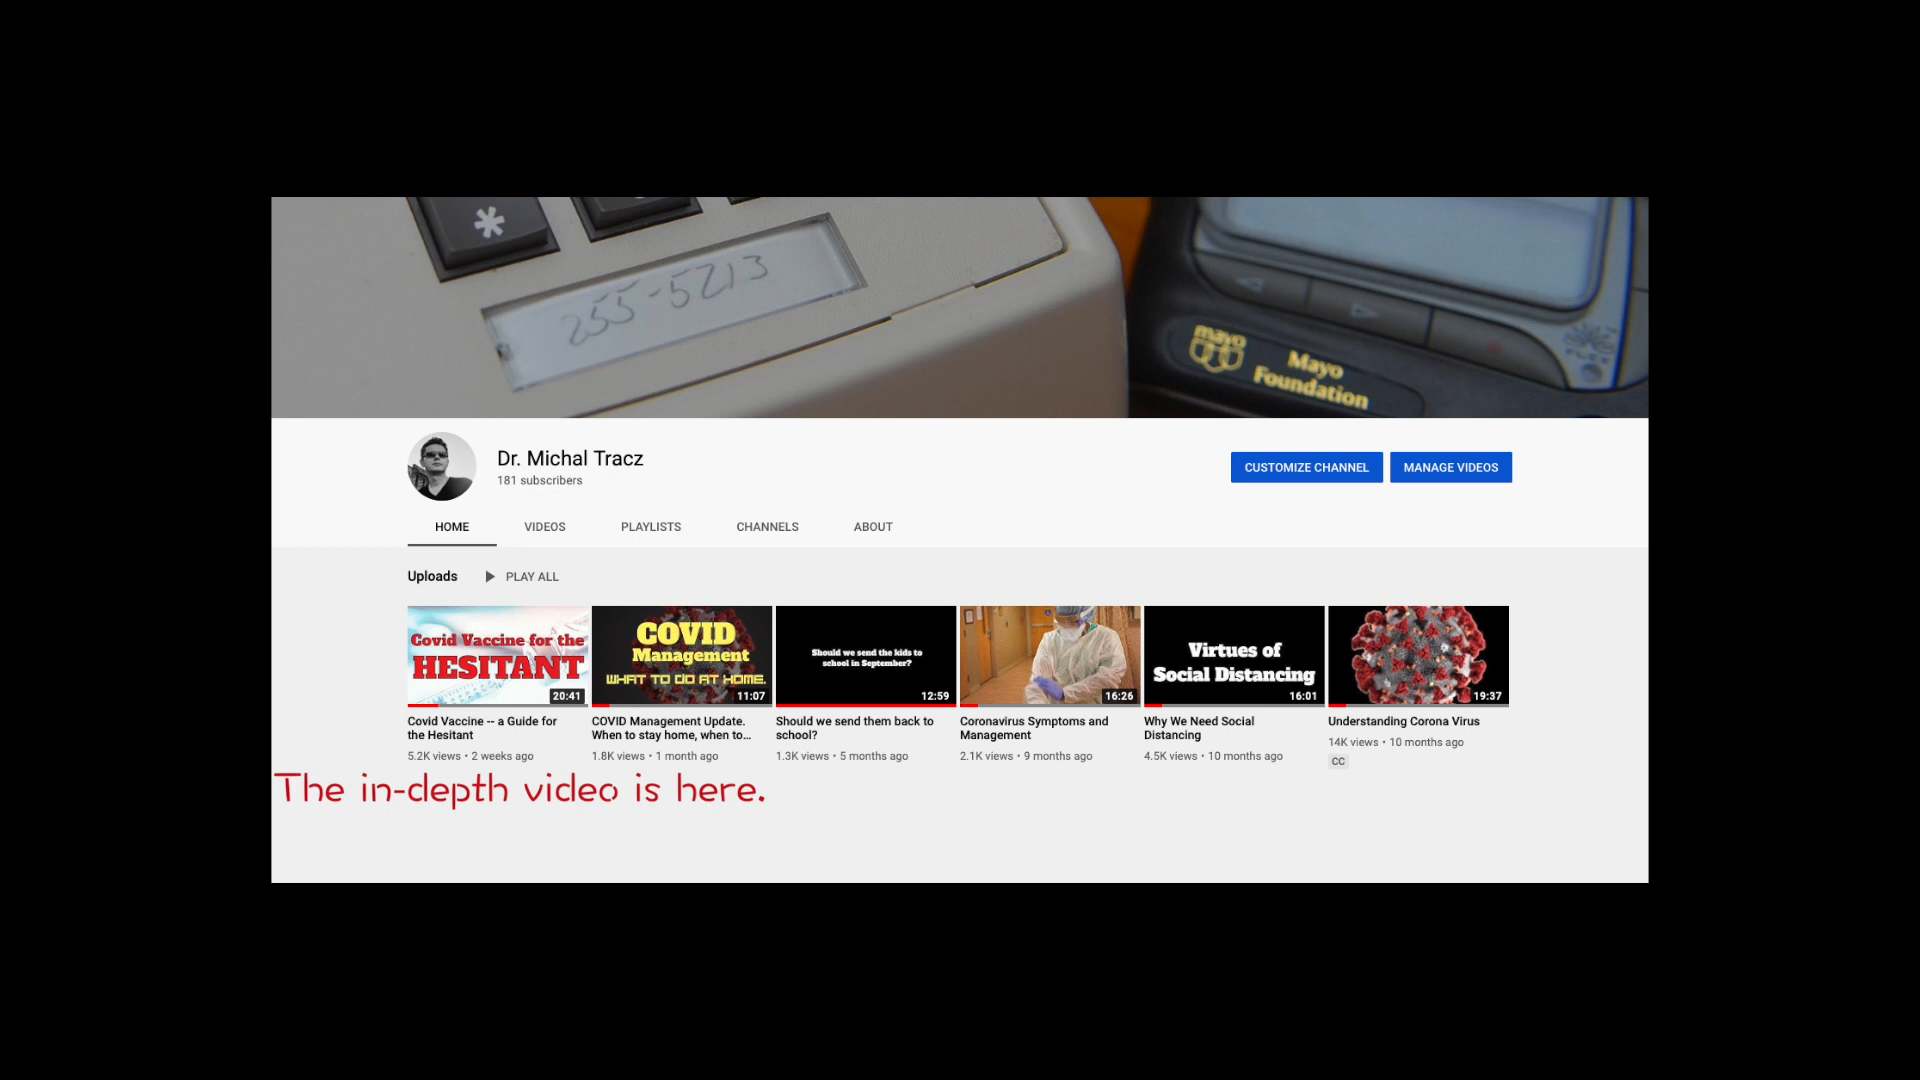 *
255-5213
mayo
Mayo
Foundation
Dr. Michal Tracz
181 subscribers
CUSTOMIZE CHANNEL
MANAGE VIDEOS
HOME
VIDEOS
PLAYLISTS
CHANNELS
ABOUT
Uploads
PLAY ALL
Covid Vaccine for the
HESITANT
20:41
Covid Vaccine -- a Guide for
the Hesitant
5.2K views • 2 weeks ago
COVID
Management
WHAT TO DO AT HOME.
11:07
COVID Management Update.
When to stay home, when to...
1.8K views • 1 month ago
Should we send the kids to
school in September?
12:59
Should we send them back to
school?
1.3K views • 5 months ago
16:26
Coronavirus Symptoms and
Management
2.1K views • 9 months ago
Virtues of
Social Distancing
16:01
Why We Need Social
Distancing
4.5K views • 10 months ago
19:37
Understanding Corona Virus
14K views • 10 months ago
CC
The in-depth video is here.